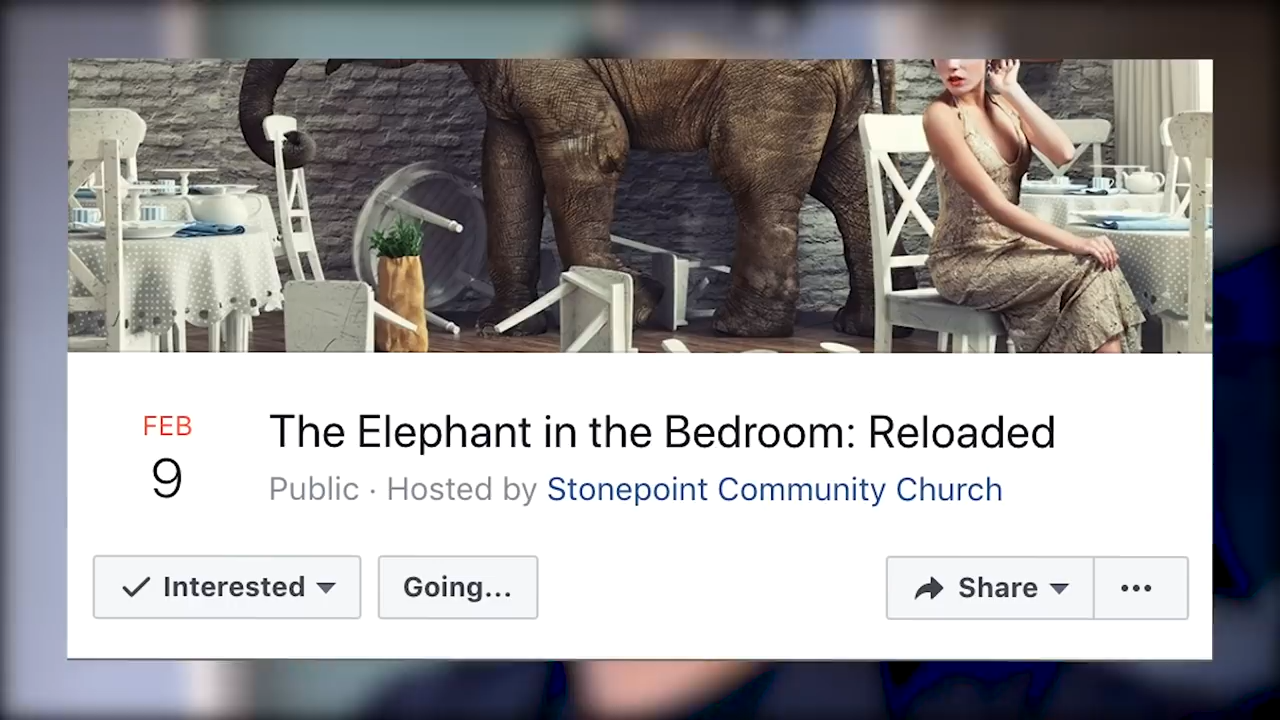 FEB
9
The Elephant in the Bedroom: Reloaded
Public · Hosted by Stonepoint Community Church
Interested
Going...
Share